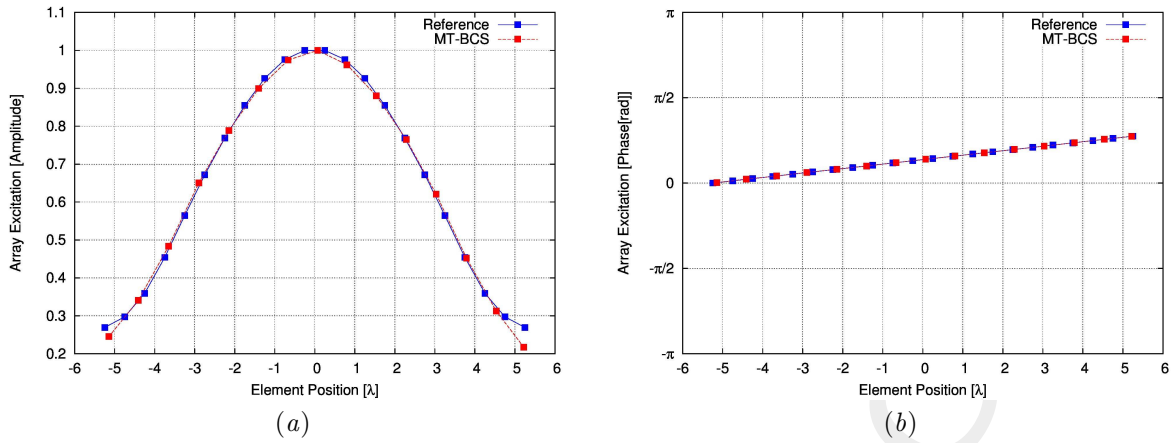 Reference
MT-BCS
1.1
1
0.9
0.8
0.7
0.6
0.5
0.4
0.3
0.2
Array Excitation [Amplitude]
-6 -5 -4 -3 -2 -1 0 1 2 3 4 5 6
Element Position [λ]
(a)
Reference
MT-BCS
π
π/2
0
-π/2
-π
Array Excitation [Phase[rad]]
-6 -5 -4 -3 -2 -1 0 1 2 3 4 5 6
Element Position [λ]
(b)